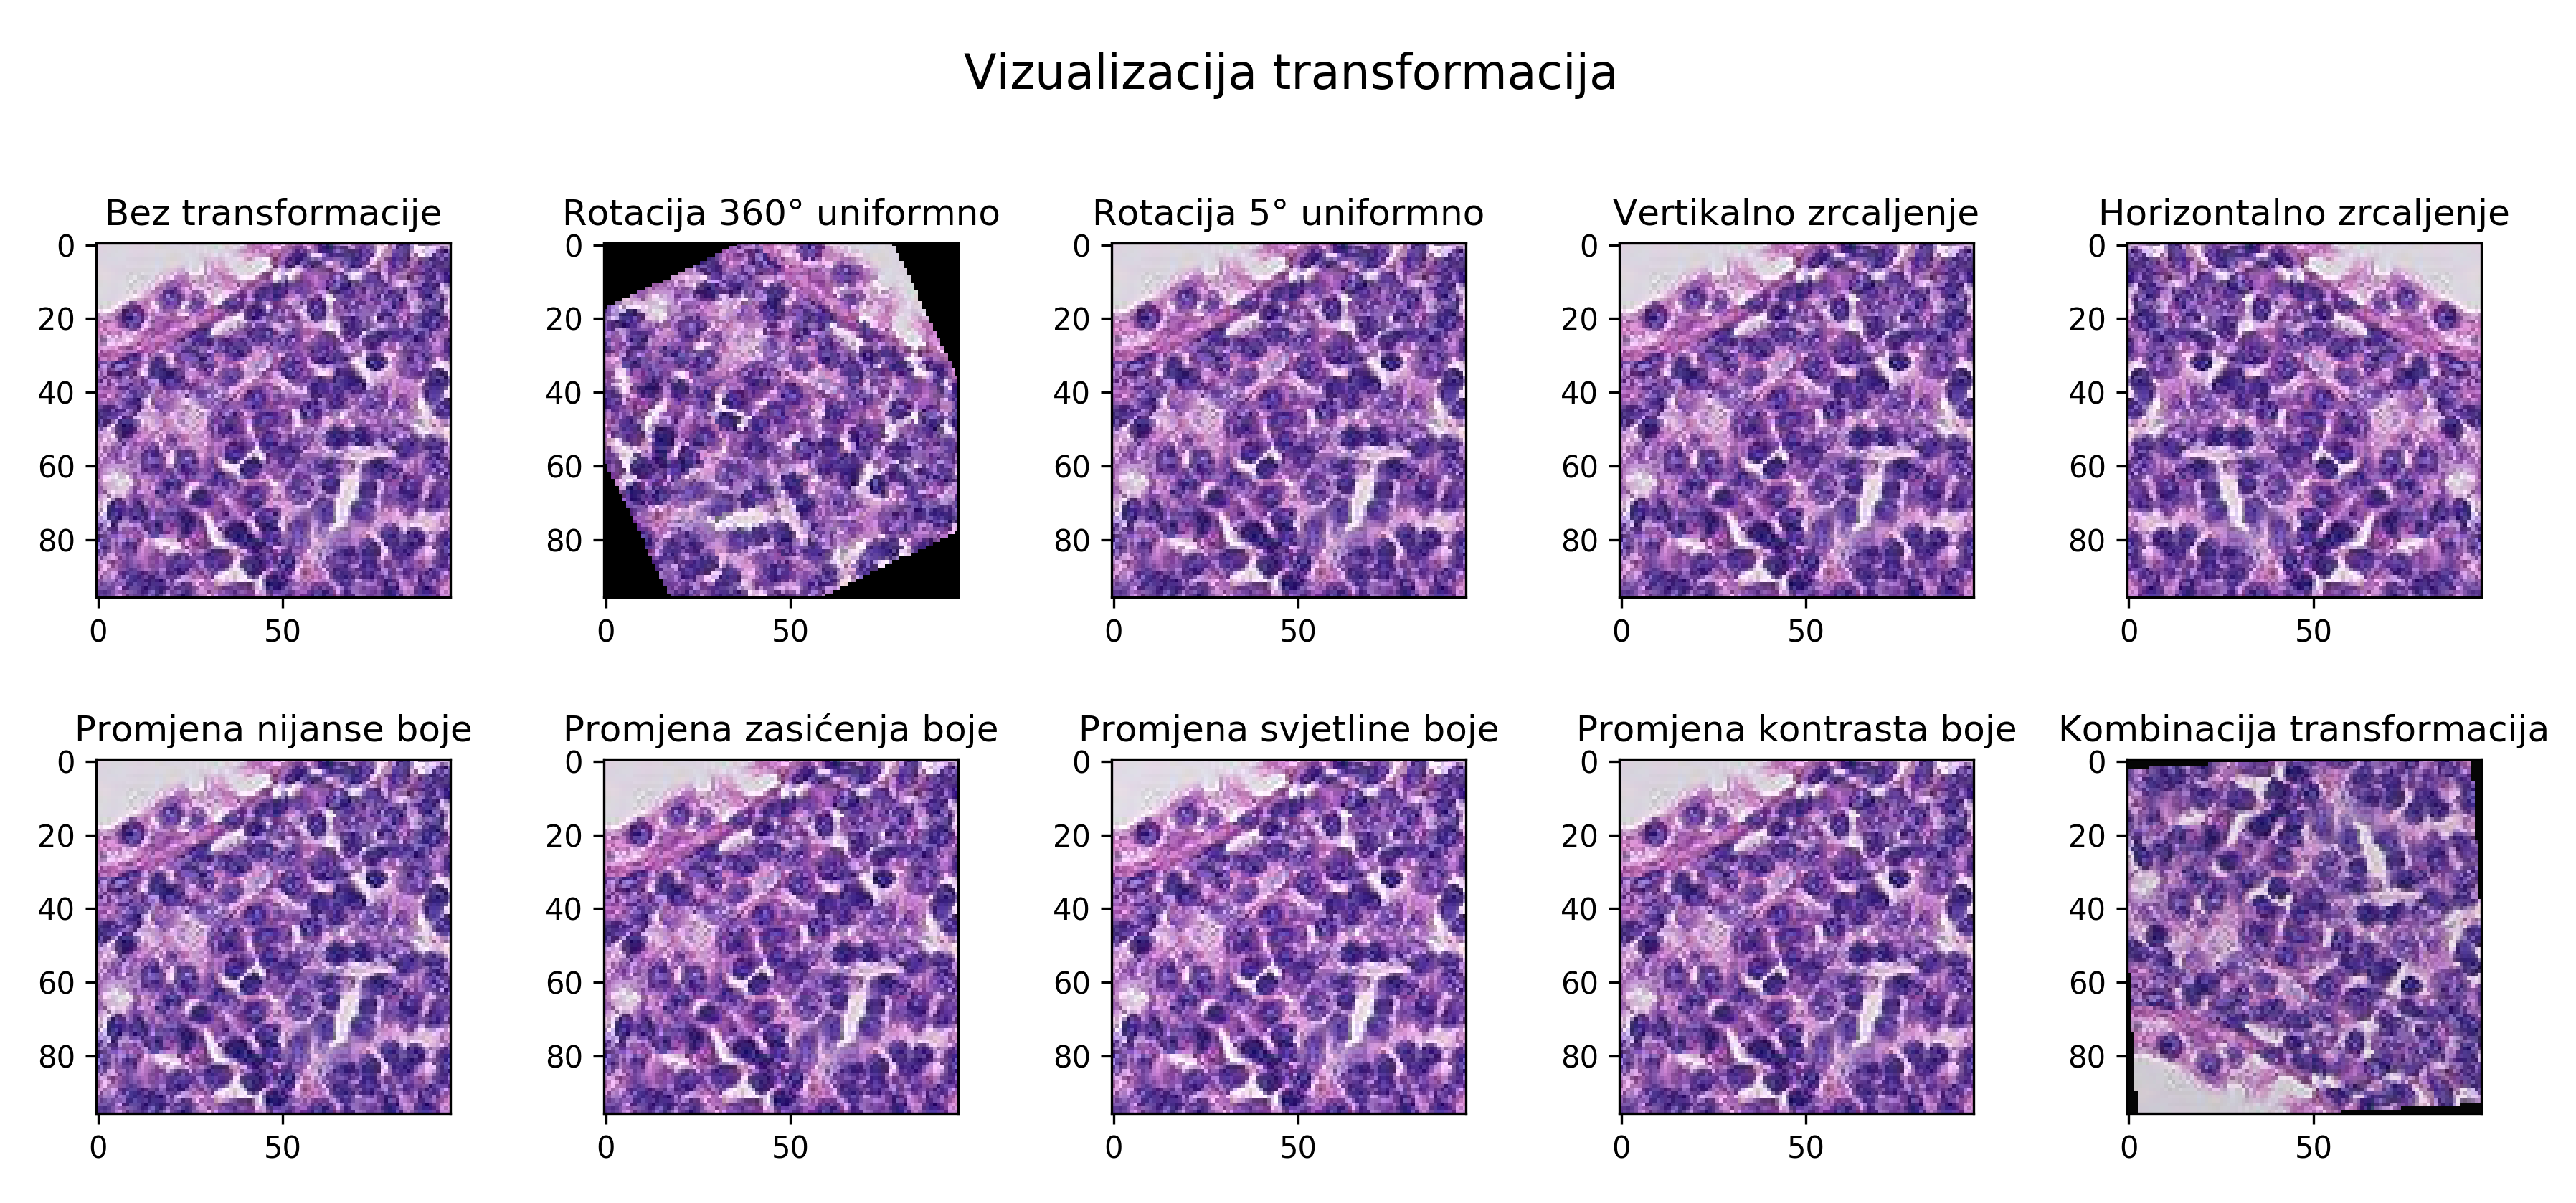 Vizualizacija transformacija
Bez transformacije
Rotacija 360° uniformno
Rotacija 5° uniformno
Vertikalno zrcaljenje
Horizontalno zrcaljenje
0 0 0 0 0
20 20 20 20 20
40 40 40 40 40
60 60 60 60 60
80 80 80 80 80
0 50 0 50 0 50 0 50 0 50
Promjena nijanse boje
Promjena zasićenja boje
Promjena svjetline boje
Promjena kontrasta boje
Kombinacija transformacija
0 0 0 0 0
20 20 20 20 20
40 40 40 40 40
60 60 60 60 60
80 80 80 80 80
0 50 0 50 0 50 0 50 0 50